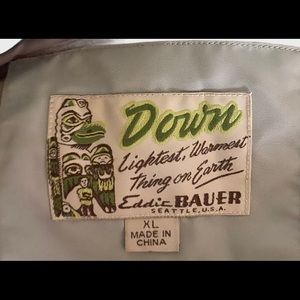 Down
Lightest, Warmest
Thing on Earth
Eddie BAUER
SEATTLE, U.S.A.
XL
MADE IN
CHINA